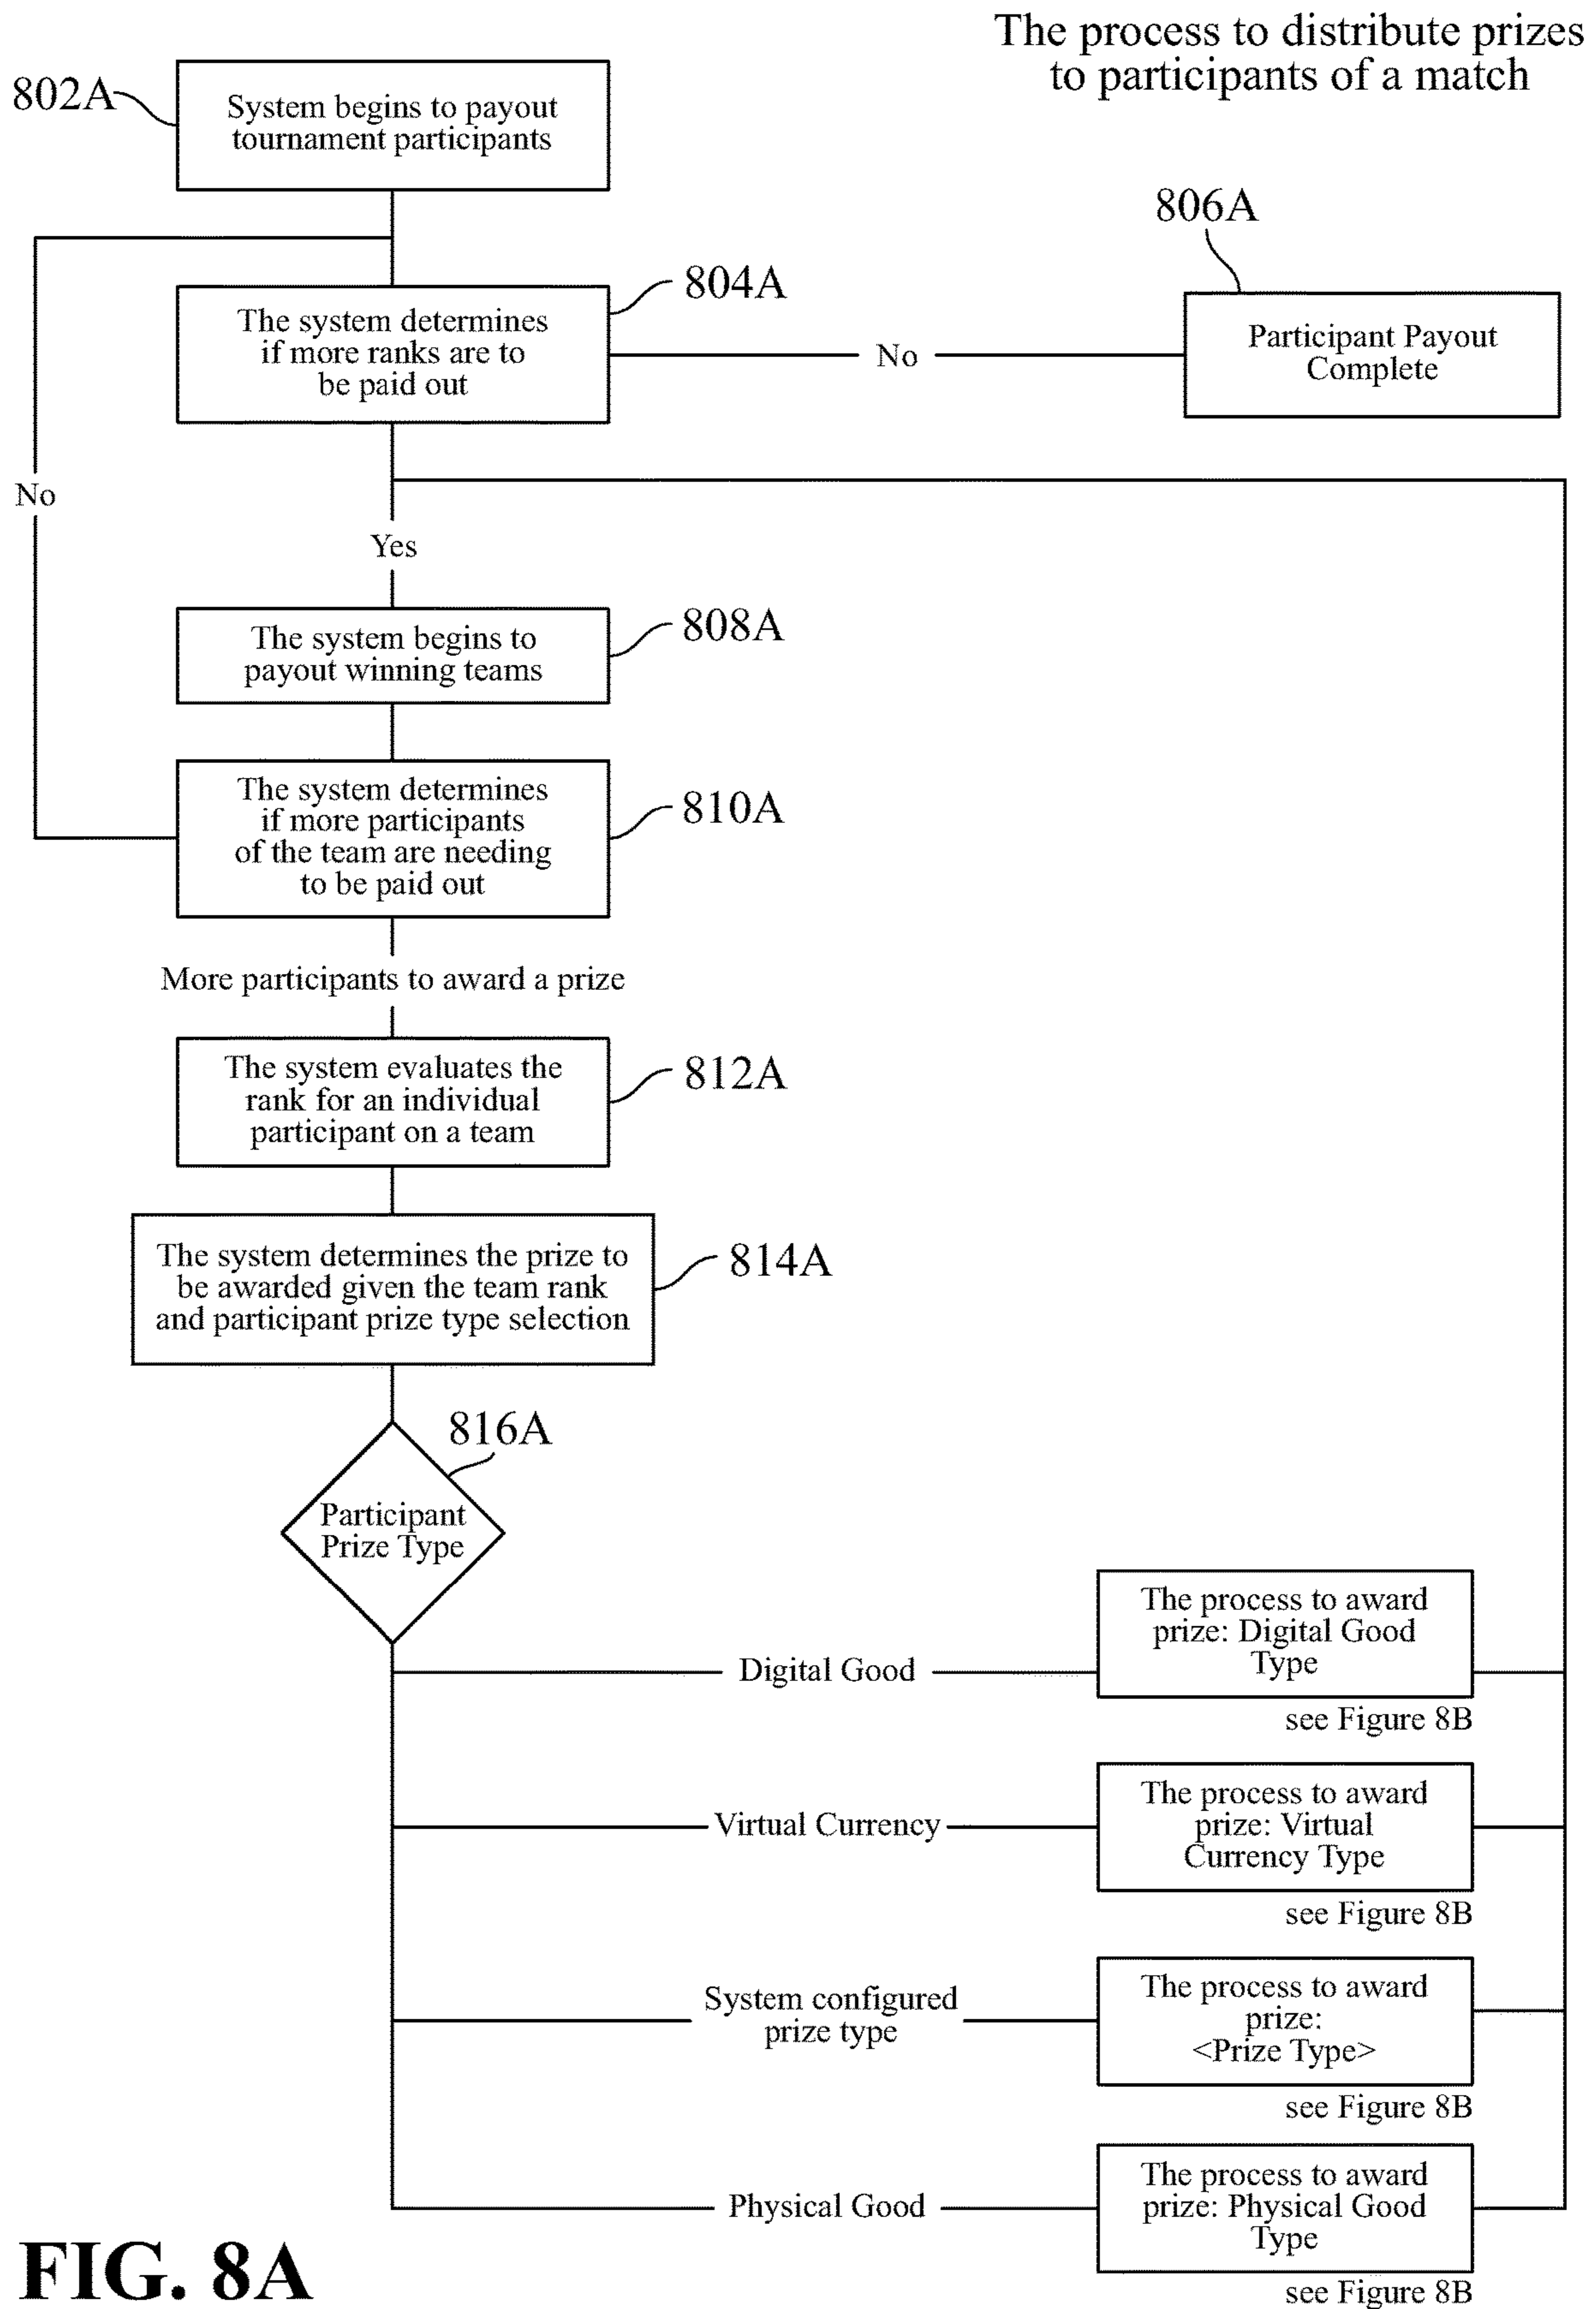 The process to distribute prizes
to participants of a match
802A
System begins to payout
tournament participants
806A
804A
The system determines
if more ranks are to
be paid out
No
Participant Payout
Complete
No
Yes
808A
The system begins to
payout winning teams
810A
The system determines
if more participants
of the team are needing
to be paid out
More participants to award a prize
812A
The system evaluates the
rank for an individual
participant on a team
814A
The system determines the prize to
be awarded given the team rank
and participant prize type selection
816A
Participant
Prize Type
Digital Good
The process to award
prize: Digital Good
Type
see Figure 8B
Virtual Currency
The process to award
prize: Virtual
Currency Type
see Figure 8B
System configured
prize type
The process to award
prize:
<Prize Type>
see Figure 8B
Physical Good
The process to award
prize: Physical Good
Type
see Figure 8B
FIG. 8A